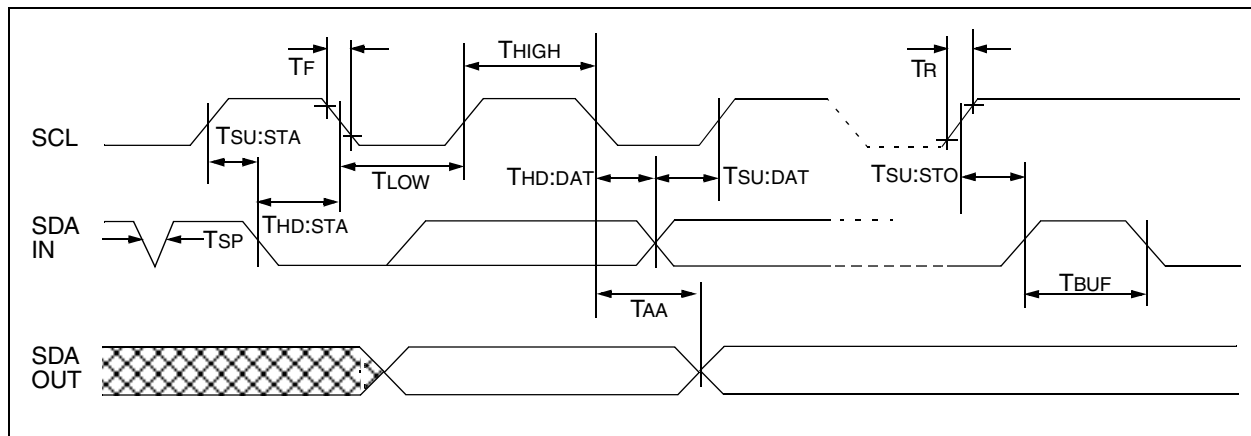 TF
THIGH
TR
SCL
TSU:STA
TLOW
THD:DAT
TSU:DAT
TSU:STO
SDA
IN
TSP
THD:STA
TBUF
TAA
SDA
OUT